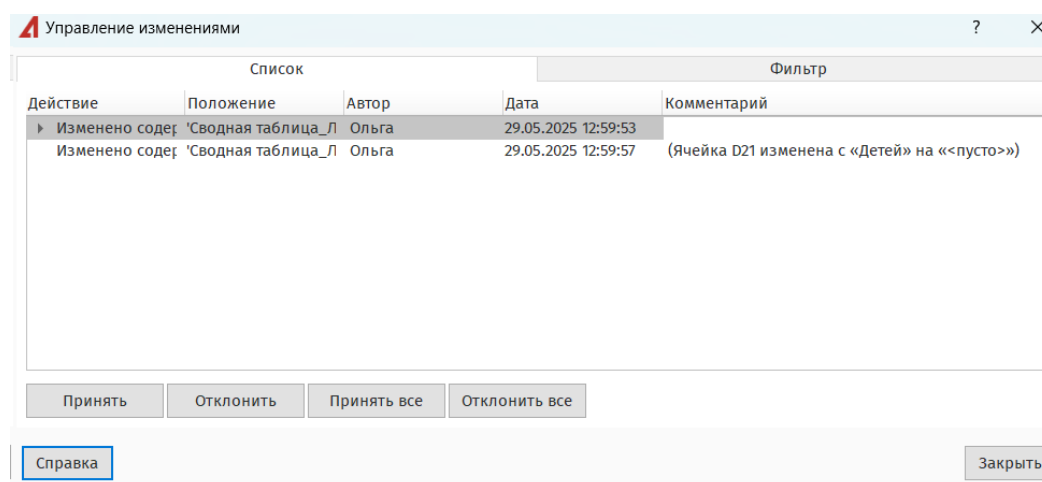 Управление изменениями ? ×
Список Фильтр
Действие Положение Автор Дата Комментарий
Изменено содер 'Сводная таблица_Л Ольга 29.05.2025 12:59:53
Изменено содер 'Сводная таблица_Л Ольга 29.05.2025 12:59:57 (Ячейка D21 изменена с «Детей» на «<пусто>»)
Принять Отклонить Принять все Отклонить все
Справка Закрыть